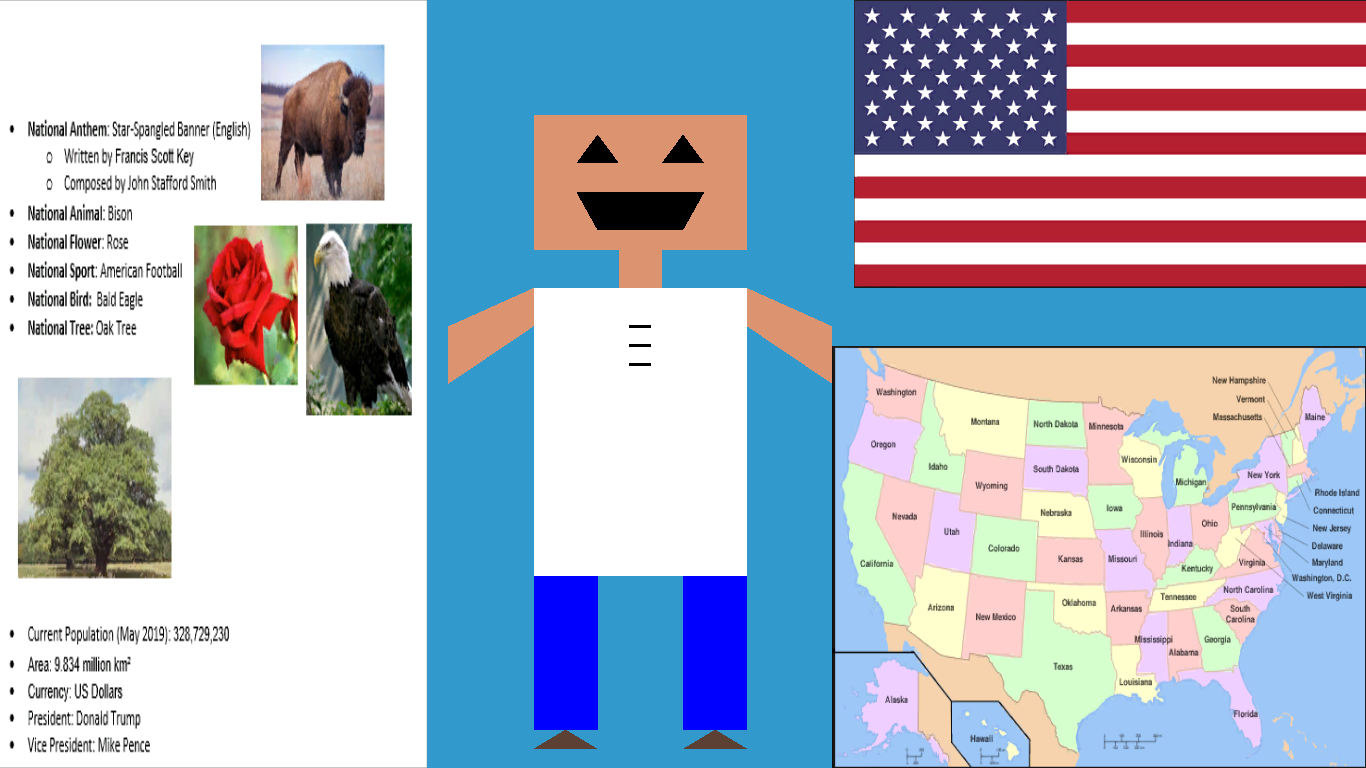 • National Anthem: Star-Spangled Banner (English)
o Written by Francis Scott Key
o Composed by John Stafford Smith
• National Animal: Bison
• National Flower: Rose
• National Sport: American Football
• National Bird: Bald Eagle
• National Tree: Oak Tree
• Current Population (May 2019): 328,729,230
• Area: 9.834 million km²
• Currency: US Dollars
• President: Donald Trump
• Vice President: Mike Pence
New Hampshire
Vermont
Massachusetts
Washington
Montana
North Dakota
Minnesota
Maine
Oregon
Idaho
Wisconsin
South Dakota
New York
Michigan
Wyoming
Rhode Island
Connecticut
Pennsylvania
Iowa
Nebraska
Nevada
Ohio
New Jersey
Utah
Illinois
Indiana
Delaware
Colorado
Kansas
Missouri
Maryland
California
Kentucky
Virginia
Washington, D.C.
West Virginia
North Carolina
Tennessee
Oklahoma
Arizona
Arkansas
New Mexico
South
Carolina
Mississippi
Georgia
Alabama
Texas
Louisiana
Alaska
Florida
Hawaii